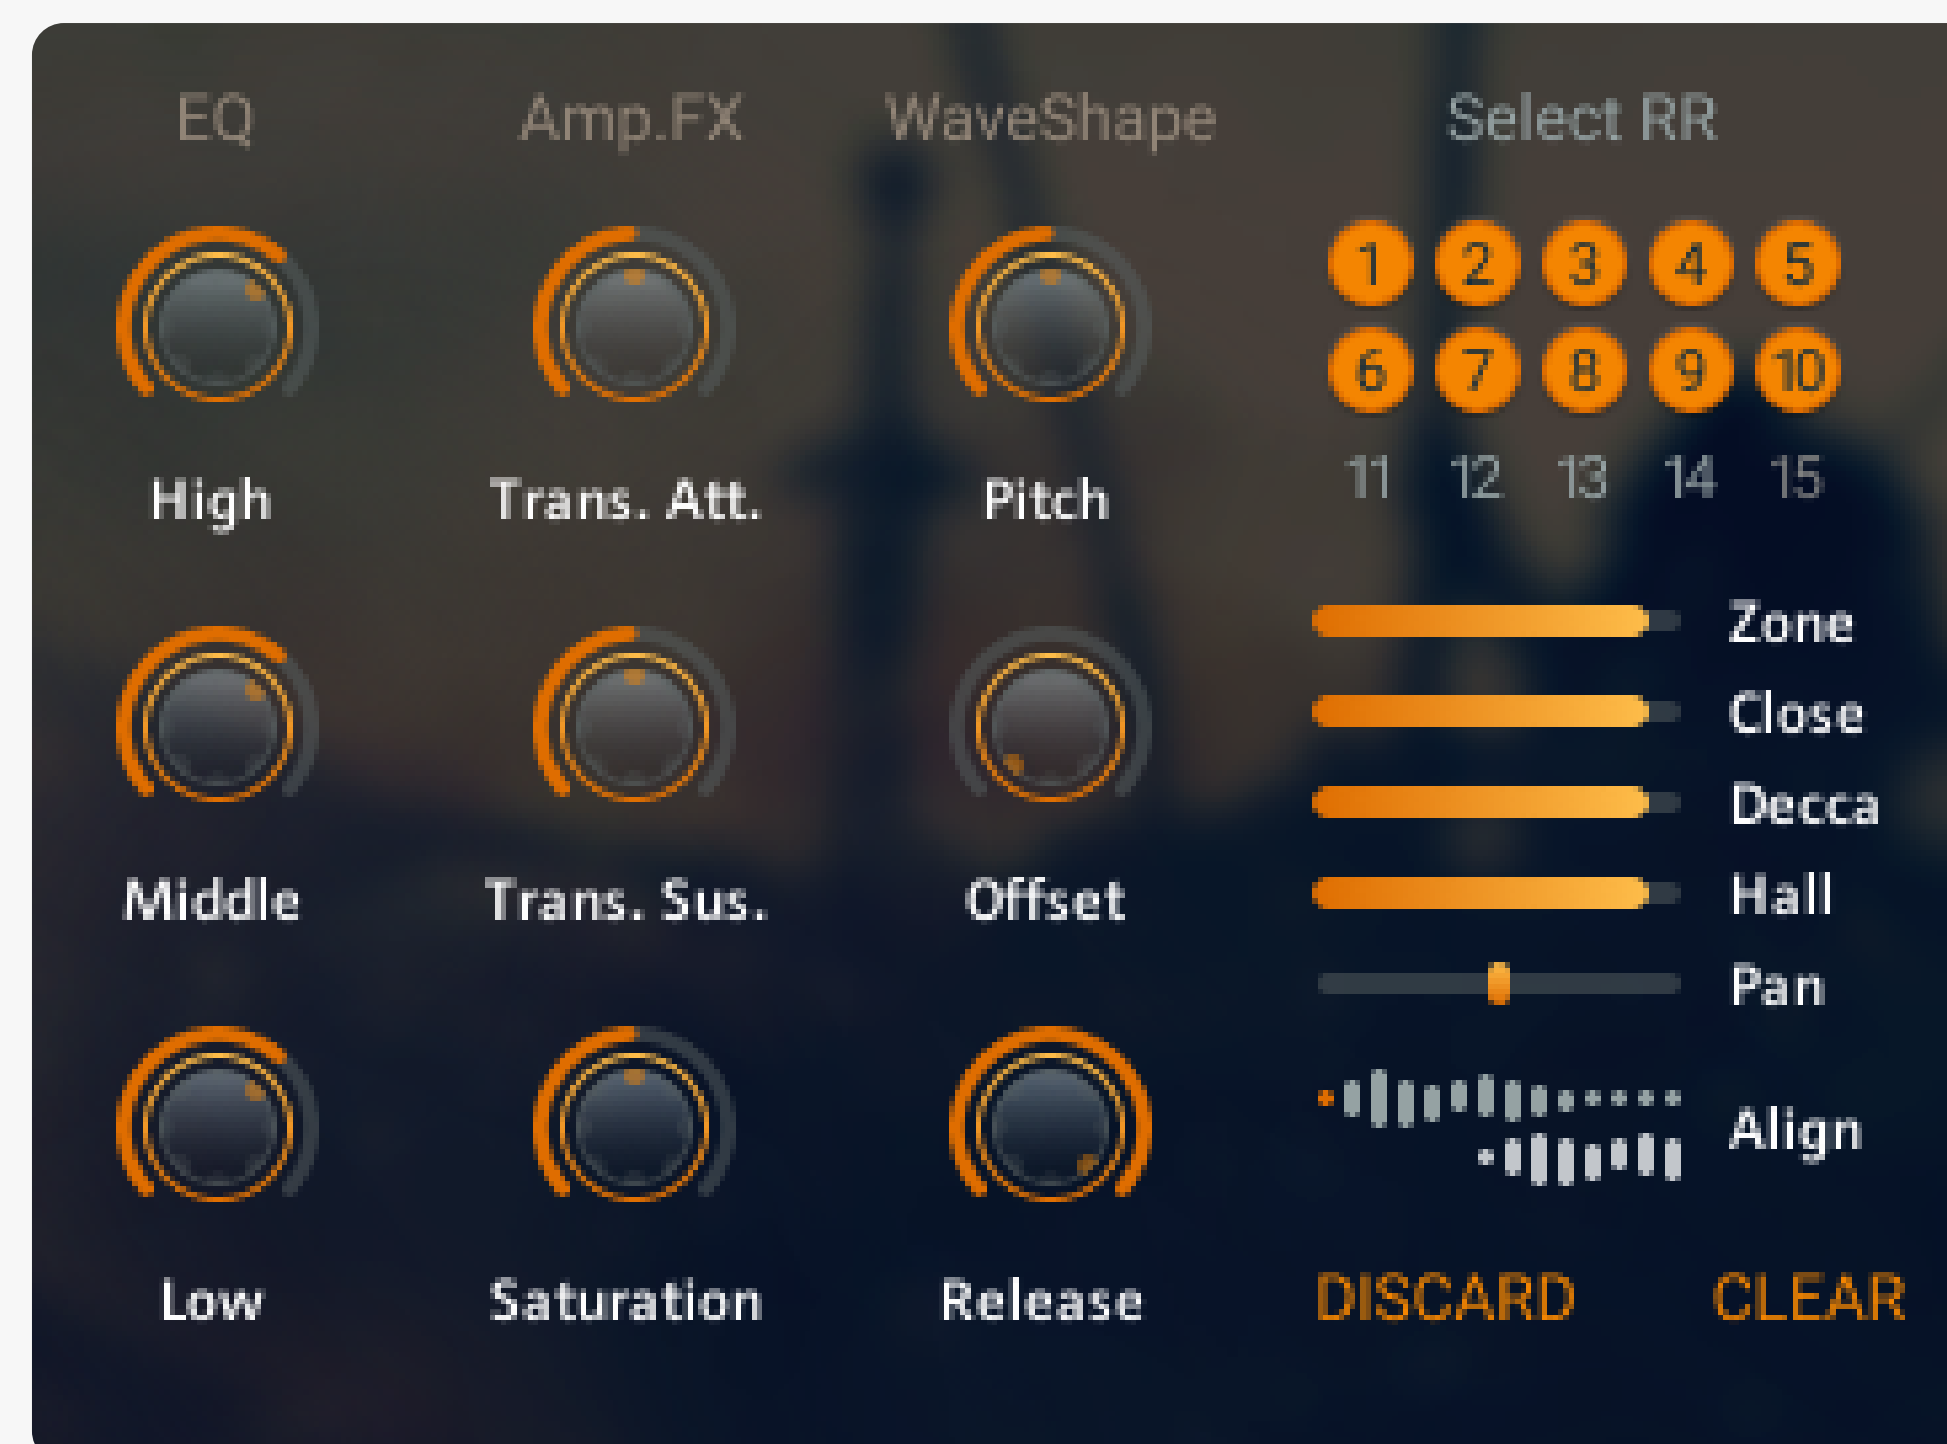 EQ Amp.FX WaveShape Select RR
1 2 3 4 5
6 7 8 9 10
11 12 13 14 15
High Trans. Att. Pitch
Zone
Close
Decca
Hall
Middle Trans. Sus. Offset
Pan
Align
Low Saturation Release
DISCARD CLEAR